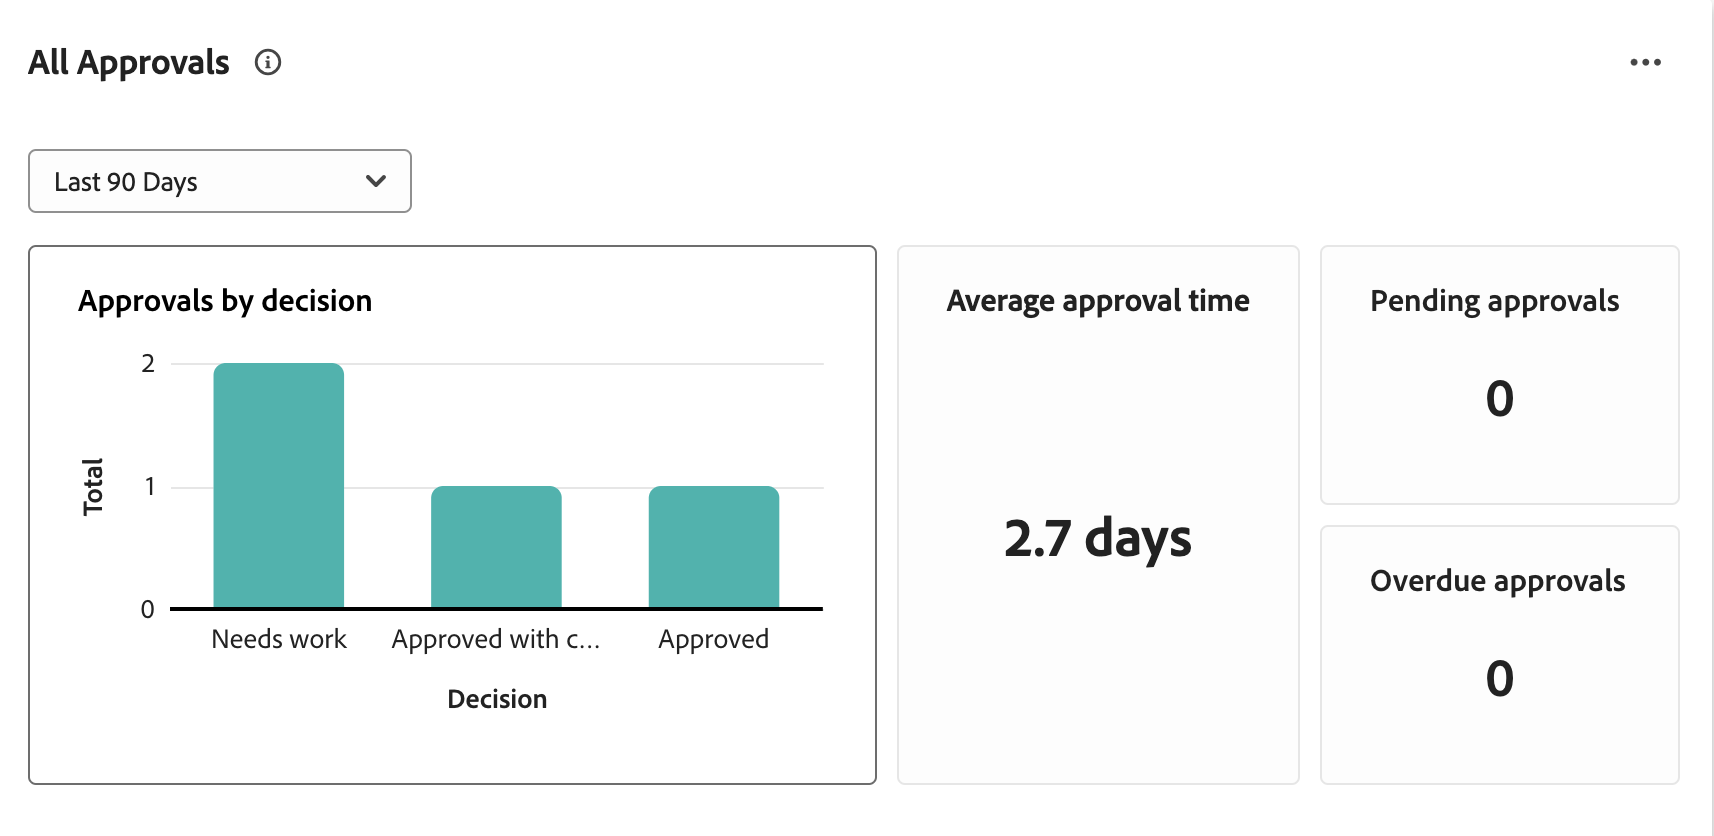 All Approvals
Last 90 Days
Approvals by decision
2
1
0
Total
Needs work
Approved with c...
Approved
Decision
Average approval time
2.7 days
Pending approvals
0
Overdue approvals
0